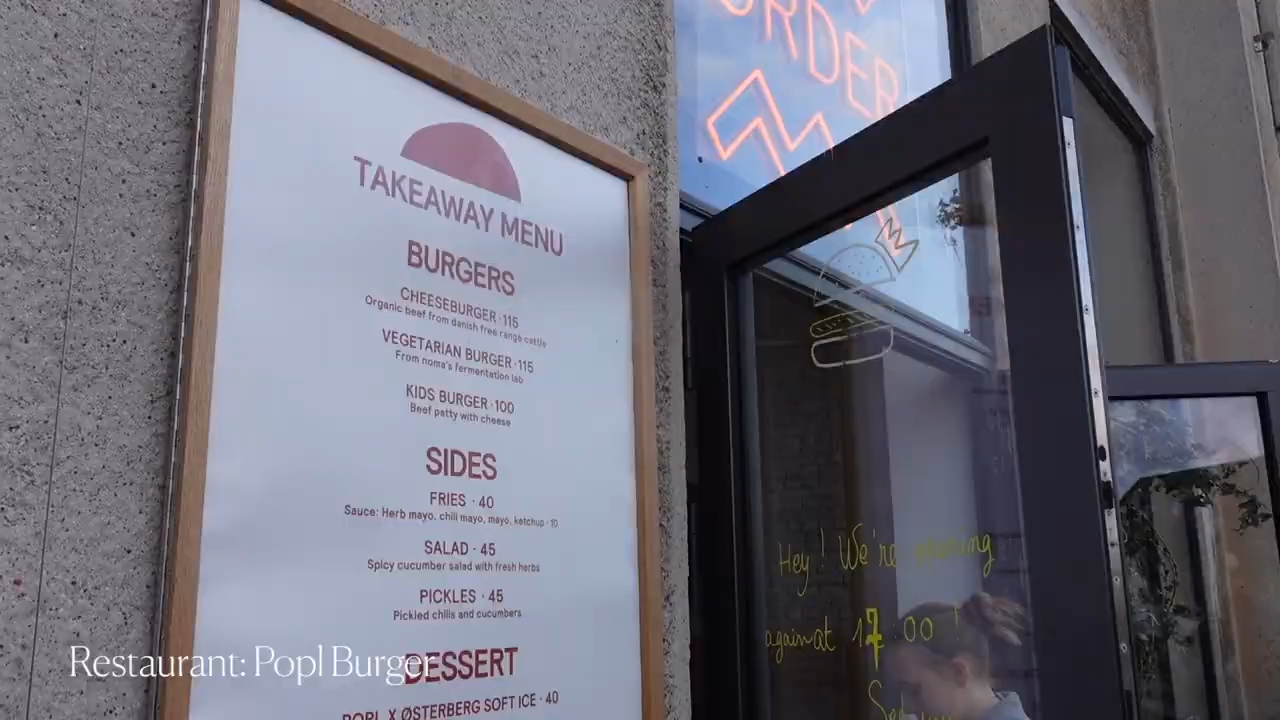 TAKEAWAY MENU
BURGERS
CHEESEBURGER · 115
Organic beef from danish free range cattle
VEGETARIAN BURGER · 115
From noma's fermentation lab
KIDS BURGER · 100
Beef patty with cheese
SIDES
FRIES · 40
Sauce: Herb mayo, chili mayo, mayo, ketchup · 10
SALAD · 45
Spicy cucumber salad with fresh herbs
PICKLES · 45
Pickled chilis and cucumbers
DESSERT
POPL X ØSTERBERG SOFT ICE · 40
ORDER
Hey! We're
again at 17.00!
Restaurant: Popl Burger